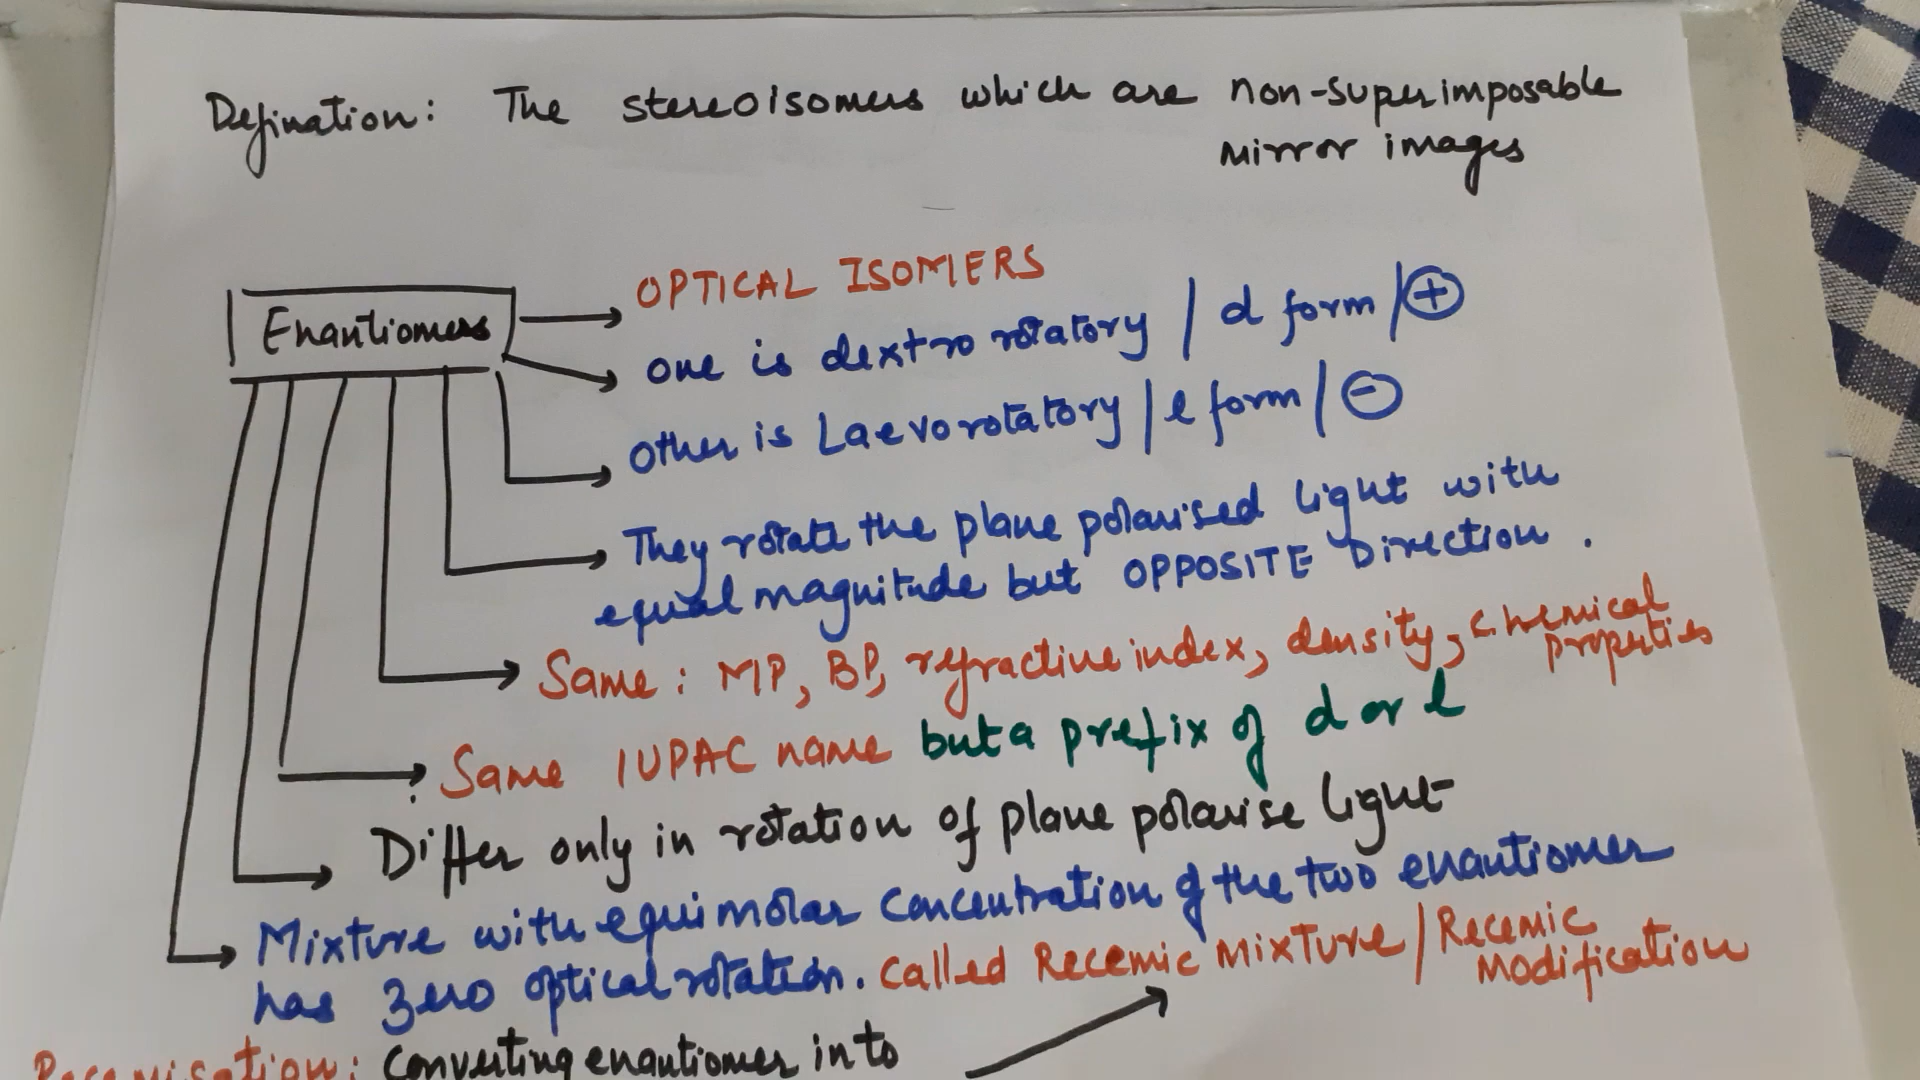 Defination: The stereoisomers which are non-superimposable
mirror images
Enantiomers
OPTICAL ISOMERS
one is dextro rotatory / d form / +
other is Laevorotatory / l form / -
They rotate the plane polarised light with
equal magnitude but OPPOSITE Direction.
Same: MP, BP, refractive index, density, chemical
properties
Same IUPAC name but a prefix of d or l
Differ only in rotation of plane polarise light
Mixture with equimolar concentration of the two enantiomer
has zero optical rotation. called Recemic Mixture / Recemic
Modification
Recemisation: Converting enantiomer into